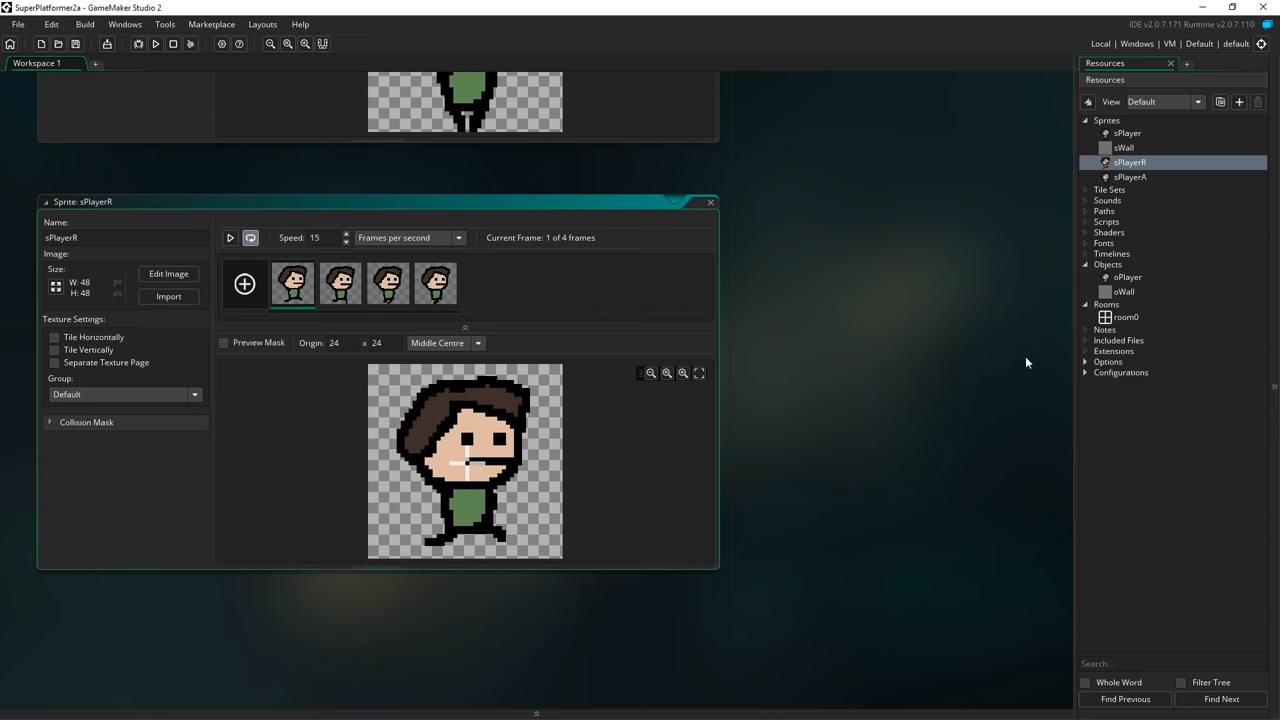 SuperPlatformer2a - GameMaker Studio 2
File Edit Build Windows Tools Marketplace Layouts Help
IDE v2.0.7.171 Runtime v2.0.7.110
Local | Windows | VM | Default | default
Workspace 1
Resources
Resources
View Default
Sprites
sPlayer
sWall
sPlayerR
sPlayerA
Tile Sets
Sounds
Paths
Scripts
Shaders
Fonts
Timelines
Objects
oPlayer
oWall
Rooms
room0
Notes
Included Files
Extensions
Options
Configurations
Search...
Whole Word Filter Tree
Find Previous Find Next
Sprite: sPlayerR
Name:
sPlayerR
Image:
Size:
W: 48 px
H: 48 px
Edit Image
Import
Texture Settings:
Tile Horizontally
Tile Vertically
Separate Texture Page
Group:
Default
Collision Mask
Speed: 15 Frames per second Current Frame: 1 of 4 frames
Preview Mask Origin: 24 x 24 Middle Centre